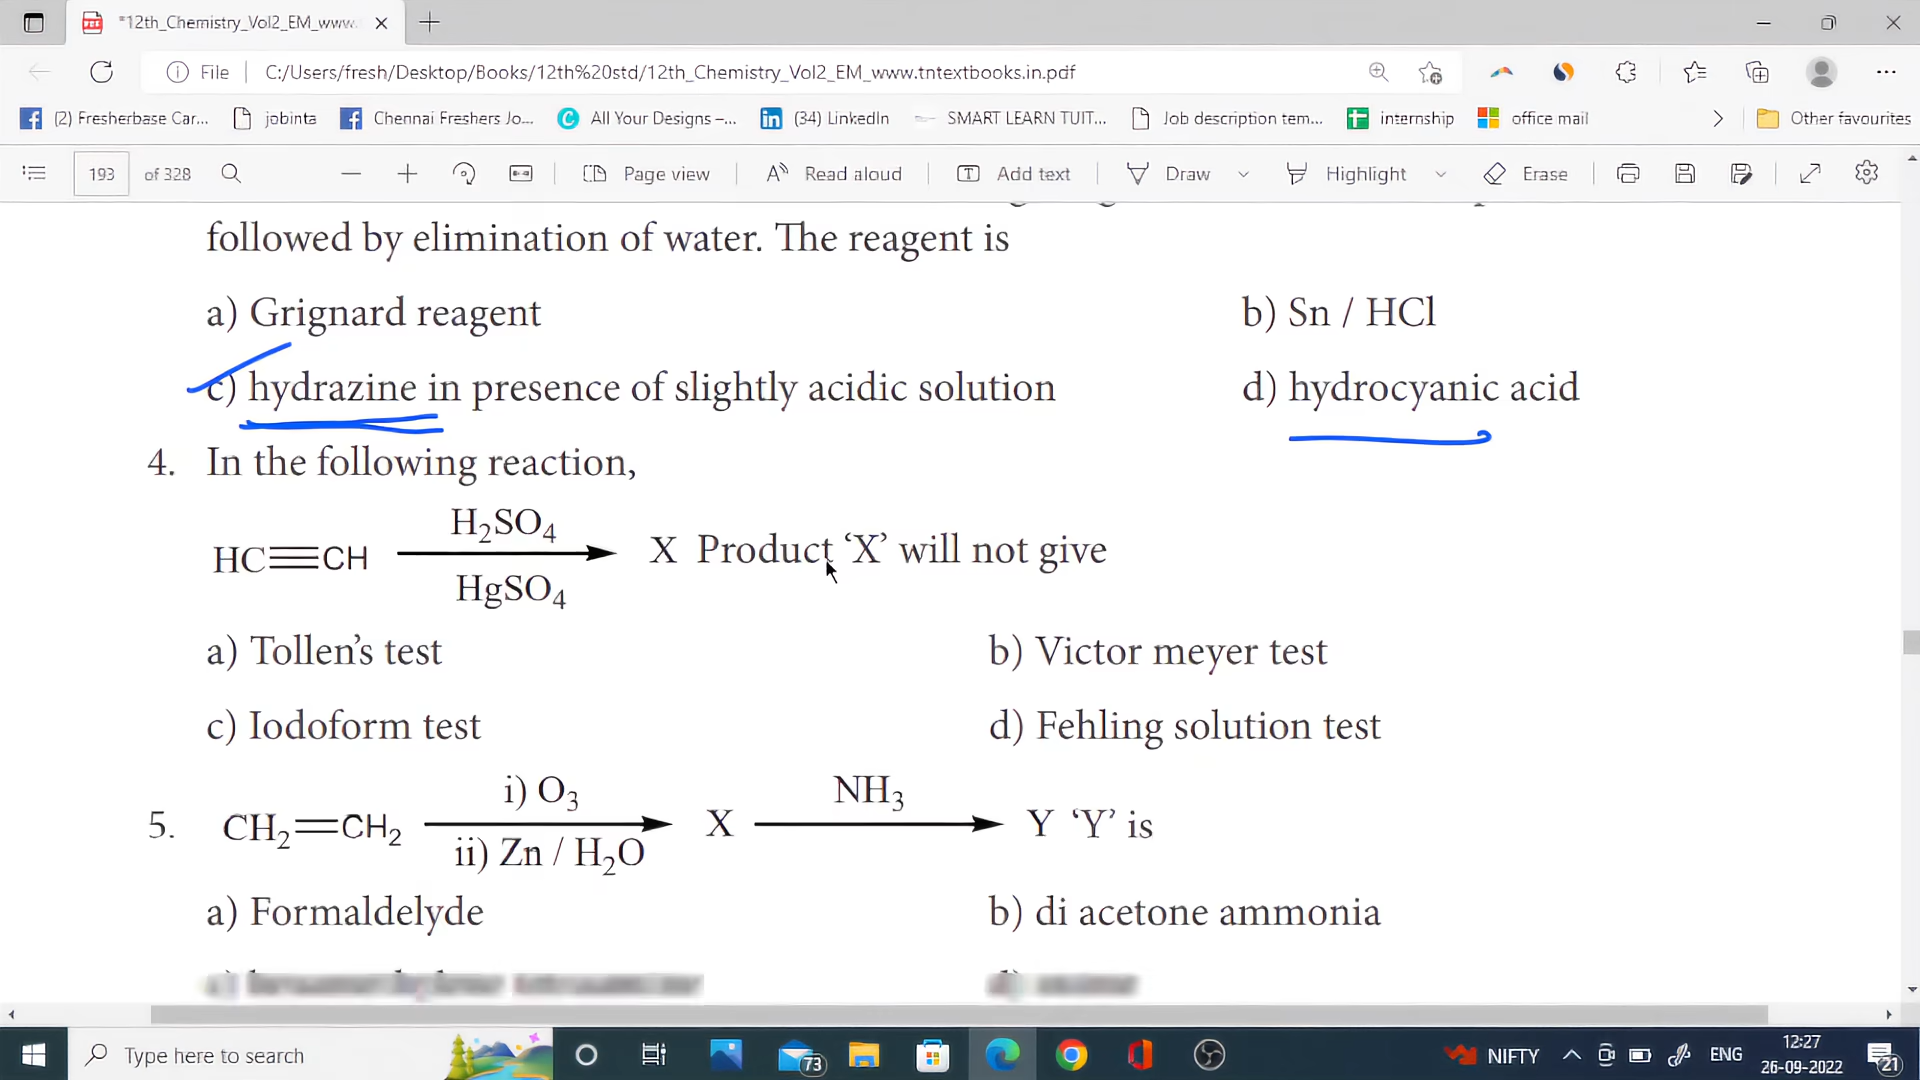 *12th_Chemistry_Vol2_EM_www.
File C:/Users/fresh/Desktop/Books/12th%20std/12th_Chemistry_Vol2_EM_www.tntextbooks.in.pdf
(2) Fresherbase Car... jobinta Chennai Freshers Jo... All Your Designs –... (34) LinkedIn SMART LEARN TUIT... Job description tem... internship office mail Other favourites
193 of 328 Page view Read aloud Add text Draw Highlight Erase
followed by elimination of water. The reagent is
a) Grignard reagent b) Sn / HCl
c) hydrazine in presence of slightly acidic solution d) hydrocyanic acid
4. In the following reaction,
H₂SO₄
HC≡CH X Product ‘X’ will not give
HgSO₄
a) Tollen’s test b) Victor meyer test
c) Iodoform test d) Fehling solution test
i) O₃ NH₃
5. CH₂=CH₂ X Y ‘Y’ is
ii) Zn / H₂O
a) Formaldelyde b) di acetone ammonia
Type here to search 73 NIFTY ENG 12:27
26-09-2022 21